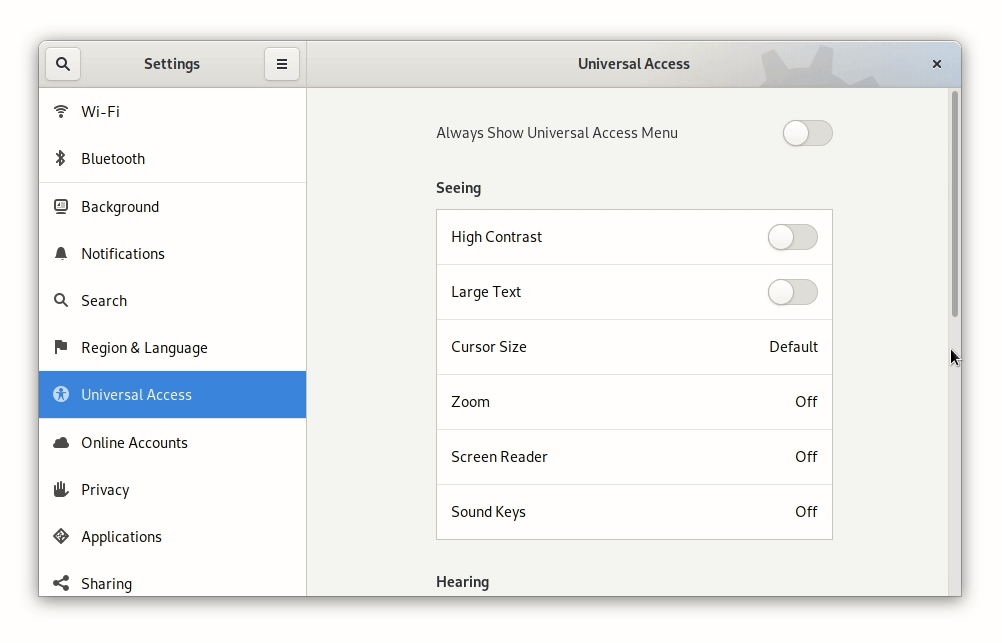 Settings
Universal Access
Wi-Fi
Bluetooth
Background
Notifications
Search
Region & Language
Universal Access
Online Accounts
Privacy
Applications
Sharing
Always Show Universal Access Menu
Seeing
High Contrast
Large Text
Cursor Size Default
Zoom Off
Screen Reader Off
Sound Keys Off
Hearing